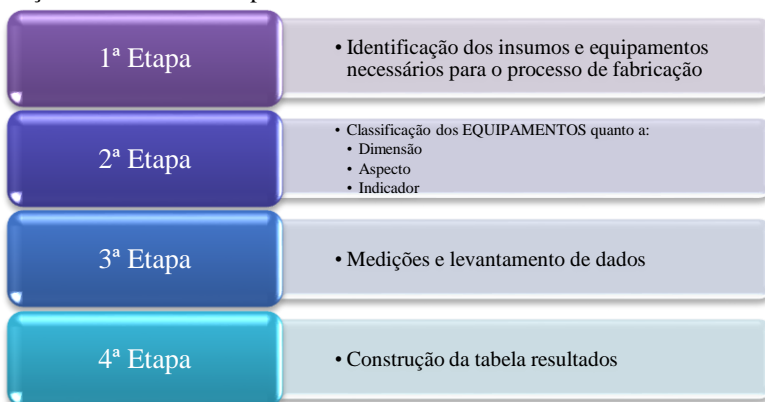 1ª Etapa
• Identificação dos insumos e equipamentos
necessários para o processo de fabricação
2ª Etapa
• Classificação dos EQUIPAMENTOS quanto a:
• Dimensão
• Aspecto
• Indicador
3ª Etapa
• Medições e levantamento de dados
4ª Etapa
• Construção da tabela resultados